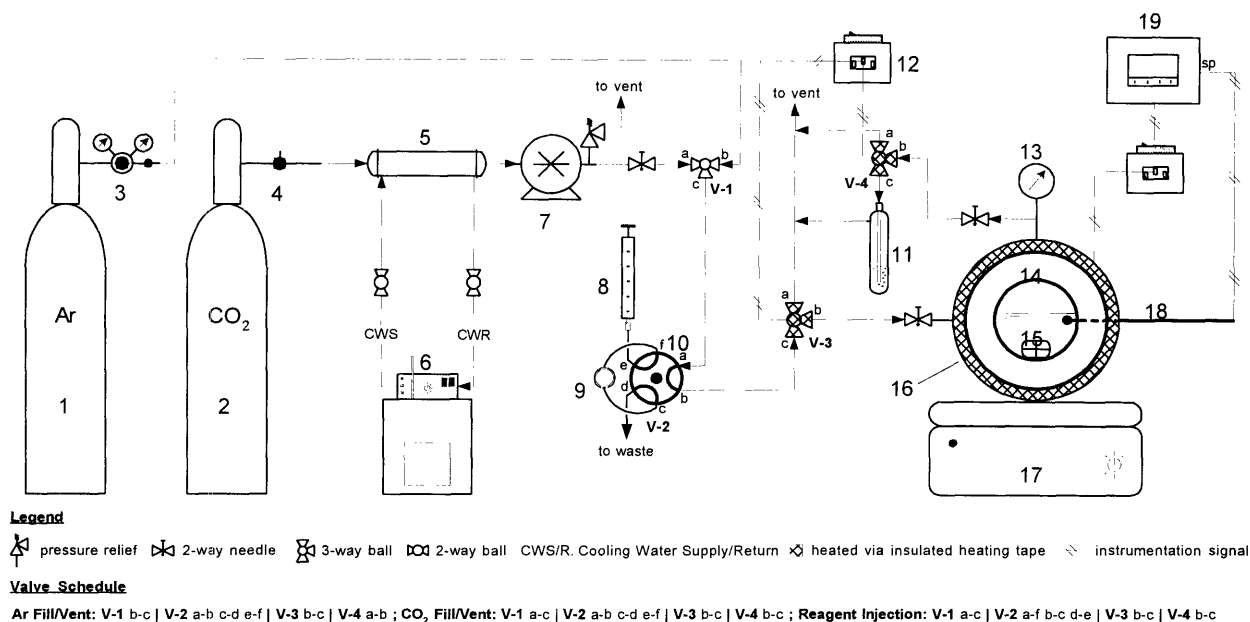 19
12
sp
to vent
to vent
5
a
b
13
3
4
a
b
c
V-1
V-4
c
7
11
8
14
Ar
CO2
a
b
18
CWS
CWR
10
f
a
c
V-3
15
e
6
9
d
b
16
1
2
c
V-2
to waste
17
Legend
pressure relief 2-way needle 3-way ball 2-way ball CWS/R. Cooling Water Supply/Return heated via insulated heating tape instrumentation signal
Valve Schedule
Ar Fill/Vent: V-1 b-c | V-2 a-b c-d e-f | V-3 b-c | V-4 a-b ; CO2 Fill/Vent: V-1 a-c | V-2 a-b c-d e-f | V-3 b-c | V-4 b-c ; Reagent Injection: V-1 a-c | V-2 a-f b-c d-e | V-3 b-c | V-4 b-c